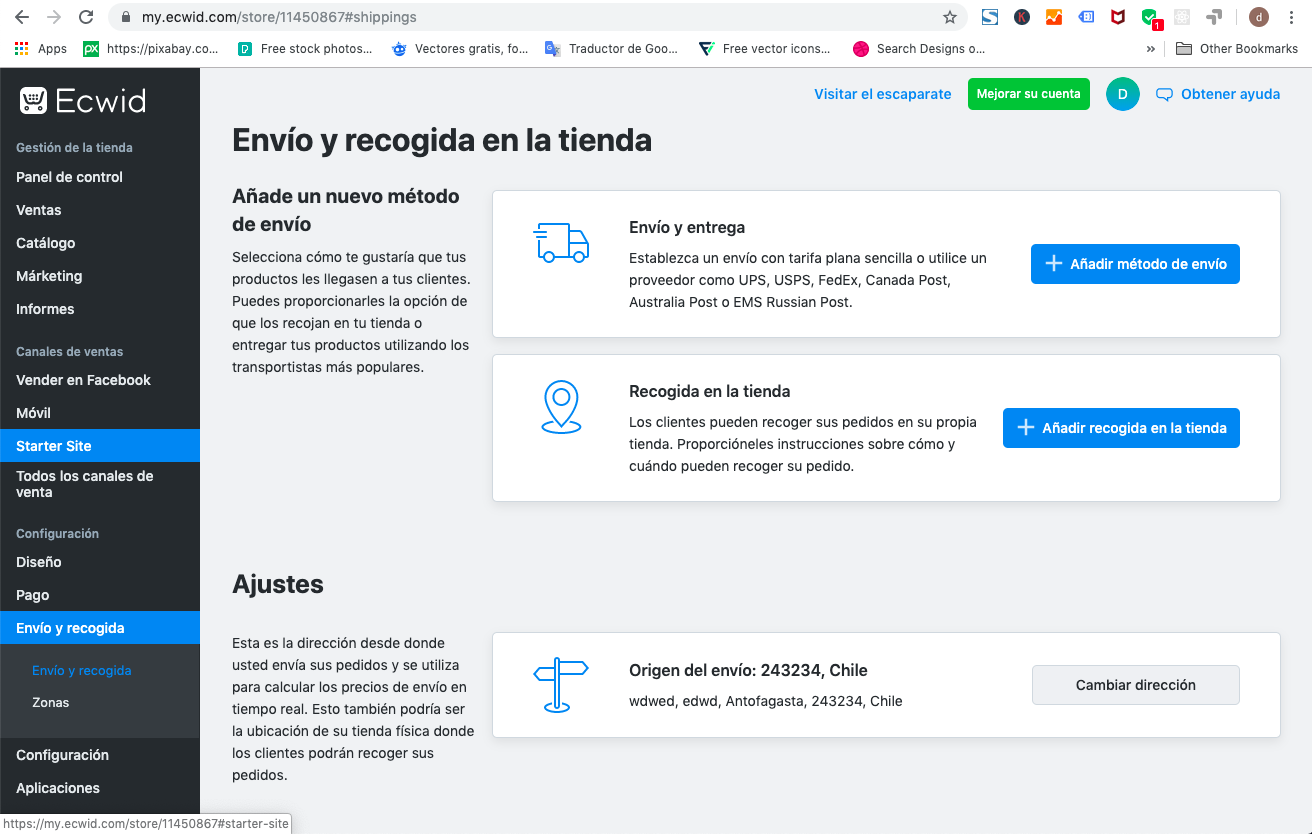 my.ecwid.com/store/11450867#shippings
1
d
Apps
px
https://pixabay.co...
Free stock photos...
Vectores gratis, fo...
Traductor de Goo...
Free vector icons...
Search Designs o...
»
Other Bookmarks
Ecwid
Gestión de la tienda
Panel de control
Ventas
Catálogo
Márketing
Informes
Canales de ventas
Vender en Facebook
Móvil
Starter Site
Todos los canales de
venta
Configuración
Diseño
Pago
Envío y recogida
Envío y recogida
Zonas
Configuración
Aplicaciones
https://my.ecwid.com/store/11450867#starter-site
Visitar el escaparate
Mejorar su cuenta
D
Obtener ayuda
Envío y recogida en la tienda
Añade un nuevo método
de envío
Selecciona cómo te gustaría que tus
productos les llegasen a tus clientes.
Puedes proporcionarles la opción de
que los recojan en tu tienda o
entregar tus productos utilizando los
transportistas más populares.
Envío y entrega
Establezca un envío con tarifa plana sencilla o utilice un
proveedor como UPS, USPS, FedEx, Canada Post,
Australia Post o EMS Russian Post.
Añadir método de envío
Recogida en la tienda
Los clientes pueden recoger sus pedidos en su propia
tienda. Proporcióneles instrucciones sobre cómo y
cuándo pueden recoger su pedido.
Añadir recogida en la tienda
Ajustes
Esta es la dirección desde donde
usted envía sus pedidos y se utiliza
para calcular los precios de envío en
tiempo real. Esto también podría ser
la ubicación de su tienda física donde
los clientes podrán recoger sus
pedidos.
Origen del envío: 243234, Chile
wdwed, edwd, Antofagasta, 243234, Chile
Cambiar dirección